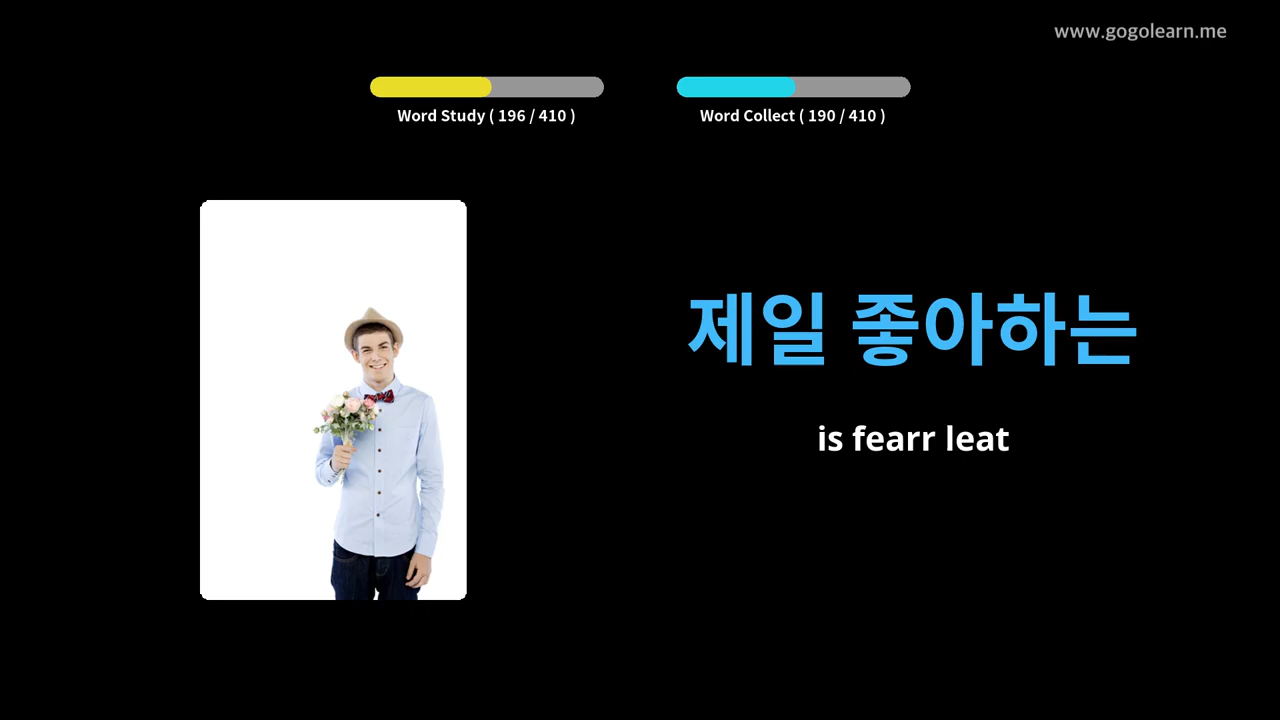 www.gogolearn.me
Word Study ( 196 / 410 )
Word Collect ( 190 / 410 )
제일 좋아하는
is fearr leat